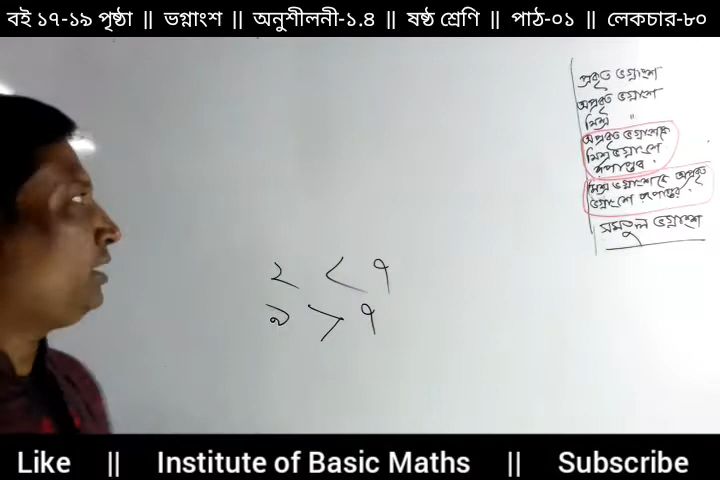 বই ১৭-১৯ পৃষ্ঠা || ভগ্নাংশ || অনুশীলনী-১.৪ || ষষ্ঠ শ্রেণি || পাঠ-০১ || লেকচার-৮০
প্রকৃত ভগ্নাংশ
অপ্রকৃত ভগ্নাংশ
মিশ্র "
অপ্রকৃত ভগ্নাংশকে
মিশ্র ভগ্নাংশে
রূপান্তর
মিশ্র ভগ্নাংশকে অপ্রকৃত
ভগ্নাংশে রূপান্তর
সমতুল ভগ্নাংশ
২ < ৭
৯ > ৭
Like || Institute of Basic Maths || Subscribe